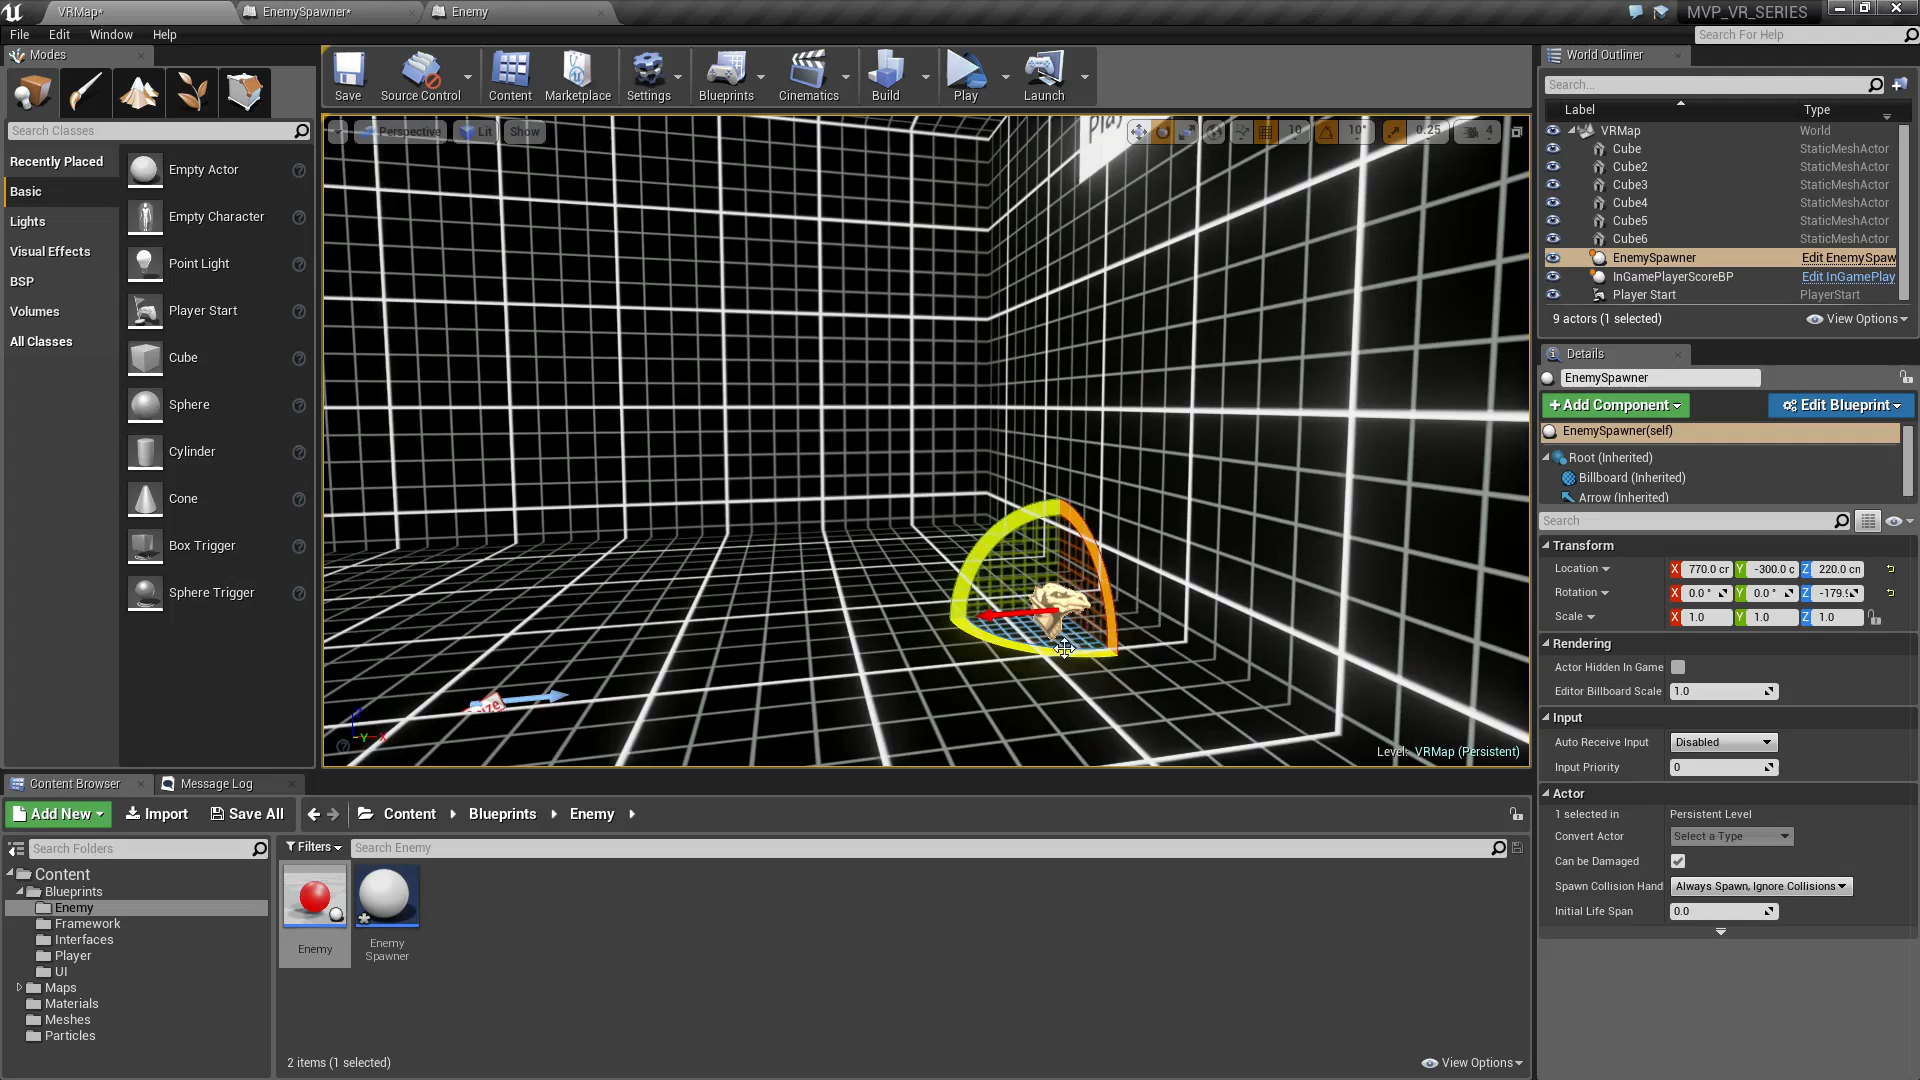 VRMap*
EnemySpawner*
Enemy
MVP_VR_SERIES
File
Edit
Window
Help
Search For Help
Modes
Search Classes
Recently Placed
Basic
Lights
Visual Effects
BSP
Volumes
All Classes
Empty Actor
Empty Character
Point Light
Player Start
Cube
Sphere
Cylinder
Cone
Box Trigger
Sphere Trigger
Save
Source Control
Content
Marketplace
Settings
Blueprints
Cinematics
Build
Play
Launch
Perspective
Lit
Show
10
10°
0.25
4
Level: VRMap (Persistent)
World Outliner
Search...
Label
Type
VRMap
World
Cube
StaticMeshActor
Cube2
StaticMeshActor
Cube3
StaticMeshActor
Cube4
StaticMeshActor
Cube5
StaticMeshActor
Cube6
StaticMeshActor
EnemySpawner
Edit EnemySpaw
InGamePlayerScoreBP
Edit InGamePlay
Player Start
PlayerStart
9 actors (1 selected)
View Options
Details
EnemySpawner
+Add Component
Edit Blueprint
EnemySpawner(self)
Root (Inherited)
Billboard (Inherited)
Arrow (Inherited)
Search
Transform
Location
X 770.0 cr Y -300.0 c Z 220.0 cn
Rotation
X 0.0 ° Y 0.0 ° Z -179.9
Scale
X 1.0 Y 1.0 Z 1.0
Rendering
Actor Hidden In Game
Editor Billboard Scale
1.0
Input
Auto Receive Input
Disabled
Input Priority
0
Actor
1 selected in
Persistent Level
Convert Actor
Select a Type
Can be Damaged
Spawn Collision Hand
Always Spawn, Ignore Collisions
Initial Life Span
0.0
Content Browser
Message Log
Add New
Import
Save All
Content
Blueprints
Enemy
Search Folders
Filters
Search Enemy
Content
Blueprints
Enemy
Framework
Interfaces
Player
UI
Maps
Materials
Meshes
Particles
Enemy
Enemy
Spawner
2 items (1 selected)
View Options